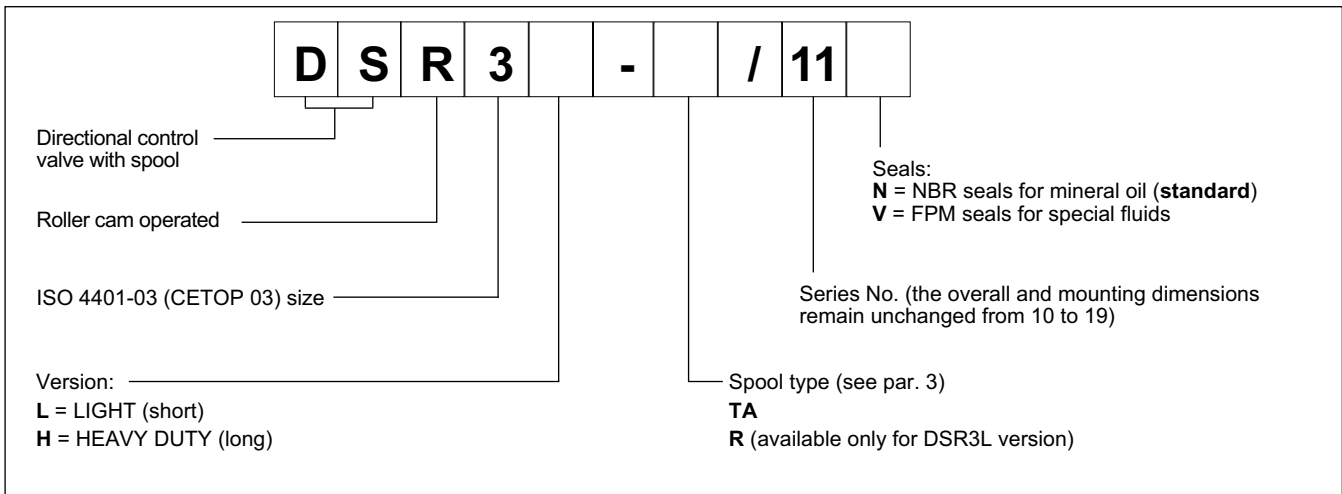 D S R 3 - / 11
Directional control
valve with spool
Roller cam operated
ISO 4401-03 (CETOP 03) size
Version:
L = LIGHT (short)
H = HEAVY DUTY (long)
Seals:
N = NBR seals for mineral oil (standard)
V = FPM seals for special fluids
Series No. (the overall and mounting dimensions
remain unchanged from 10 to 19)
Spool type (see par. 3)
TA
R (available only for DSR3L version)